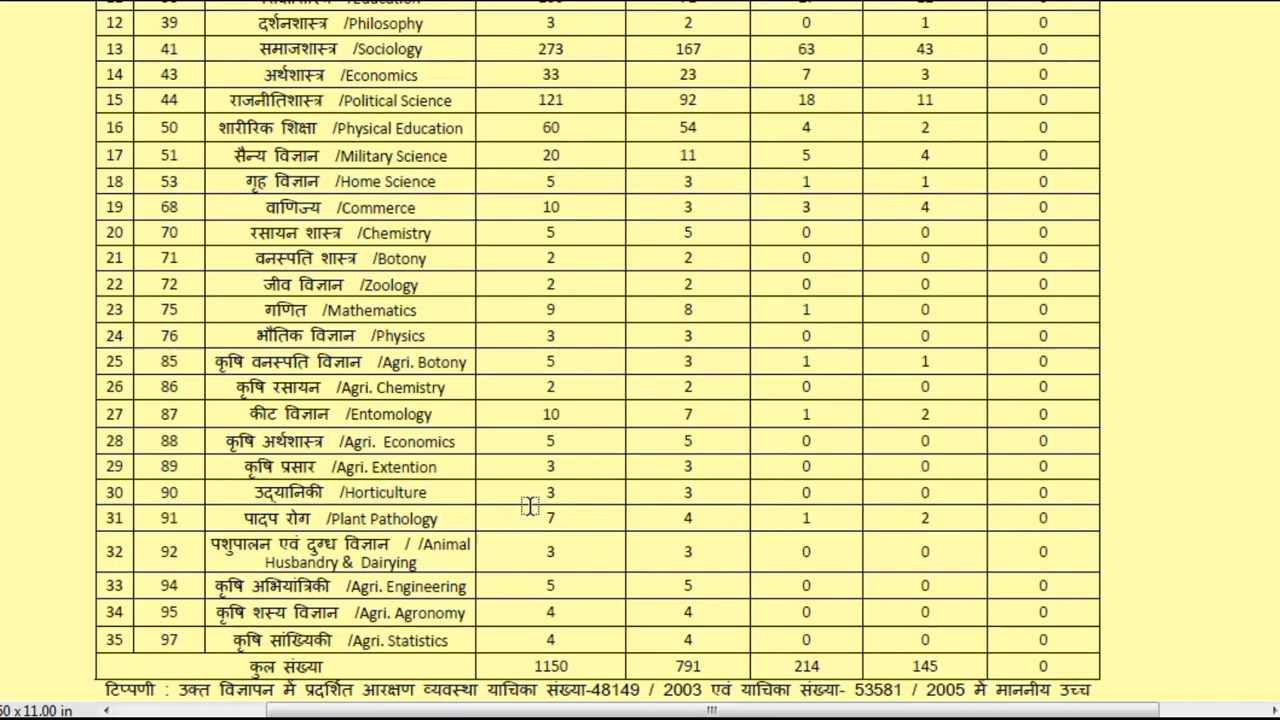 12 39 दर्शनशास्त्र /Philosophy 3 2 0 1 0
13 41 समाजशास्त्र /Sociology 273 167 63 43 0
14 43 अर्थशास्त्र /Economics 33 23 7 3 0
15 44 राजनीतिशास्त्र /Political Science 121 92 18 11 0
16 50 शारीरिक शिक्षा /Physical Education 60 54 4 2 0
17 51 सैन्य विज्ञान /Military Science 20 11 5 4 0
18 53 गृह विज्ञान /Home Science 5 3 1 1 0
19 68 वाणिज्य /Commerce 10 3 3 4 0
20 70 रसायन शास्त्र /Chemistry 5 5 0 0 0
21 71 वनस्पति शास्त्र /Botony 2 2 0 0 0
22 72 जीव विज्ञान /Zoology 2 2 0 0 0
23 75 गणित /Mathematics 9 8 1 0 0
24 76 भौतिक विज्ञान /Physics 3 3 0 0 0
25 85 कृषि वनस्पति विज्ञान /Agri. Botony 5 3 1 1 0
26 86 कृषि रसायन /Agri. Chemistry 2 2 0 0 0
27 87 कीट विज्ञान /Entomology 10 7 1 2 0
28 88 कृषि अर्थशास्त्र /Agri. Economics 5 5 0 0 0
29 89 कृषि प्रसार /Agri. Extention 3 3 0 0 0
30 90 उद्यानिकी /Horticulture 3 3 0 0 0
31 91 पादप रोग /Plant Pathology 7 4 1 2 0
32 92 पशुपालन एवं दुग्ध विज्ञान / /Animal 3 3 0 0 0
Husbandry & Dairying
33 94 कृषि अभियांत्रिकी /Agri. Engineering 5 5 0 0 0
34 95 कृषि शस्य विज्ञान /Agri. Agronomy 4 4 0 0 0
35 97 कृषि सांख्यिकी /Agri. Statistics 4 4 0 0 0
कुल संख्या 1150 791 214 145 0
टिप्पणी : उक्त विज्ञापन में प्रदर्शित आरक्षण व्यवस्था याचिका संख्या-48149 / 2003 एवं याचिका संख्या- 53581 / 2005 में माननीय उच्च
x 11.00 in